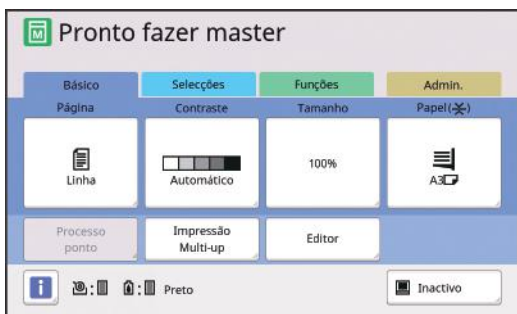 Pronto fazer master
Básico Selecções Funções Admin.
Página Contraste Tamanho Papel(
Linha Automático 100% A3
Processo ponto Impressão Multi-up Editor
i : : Preto Inactivo